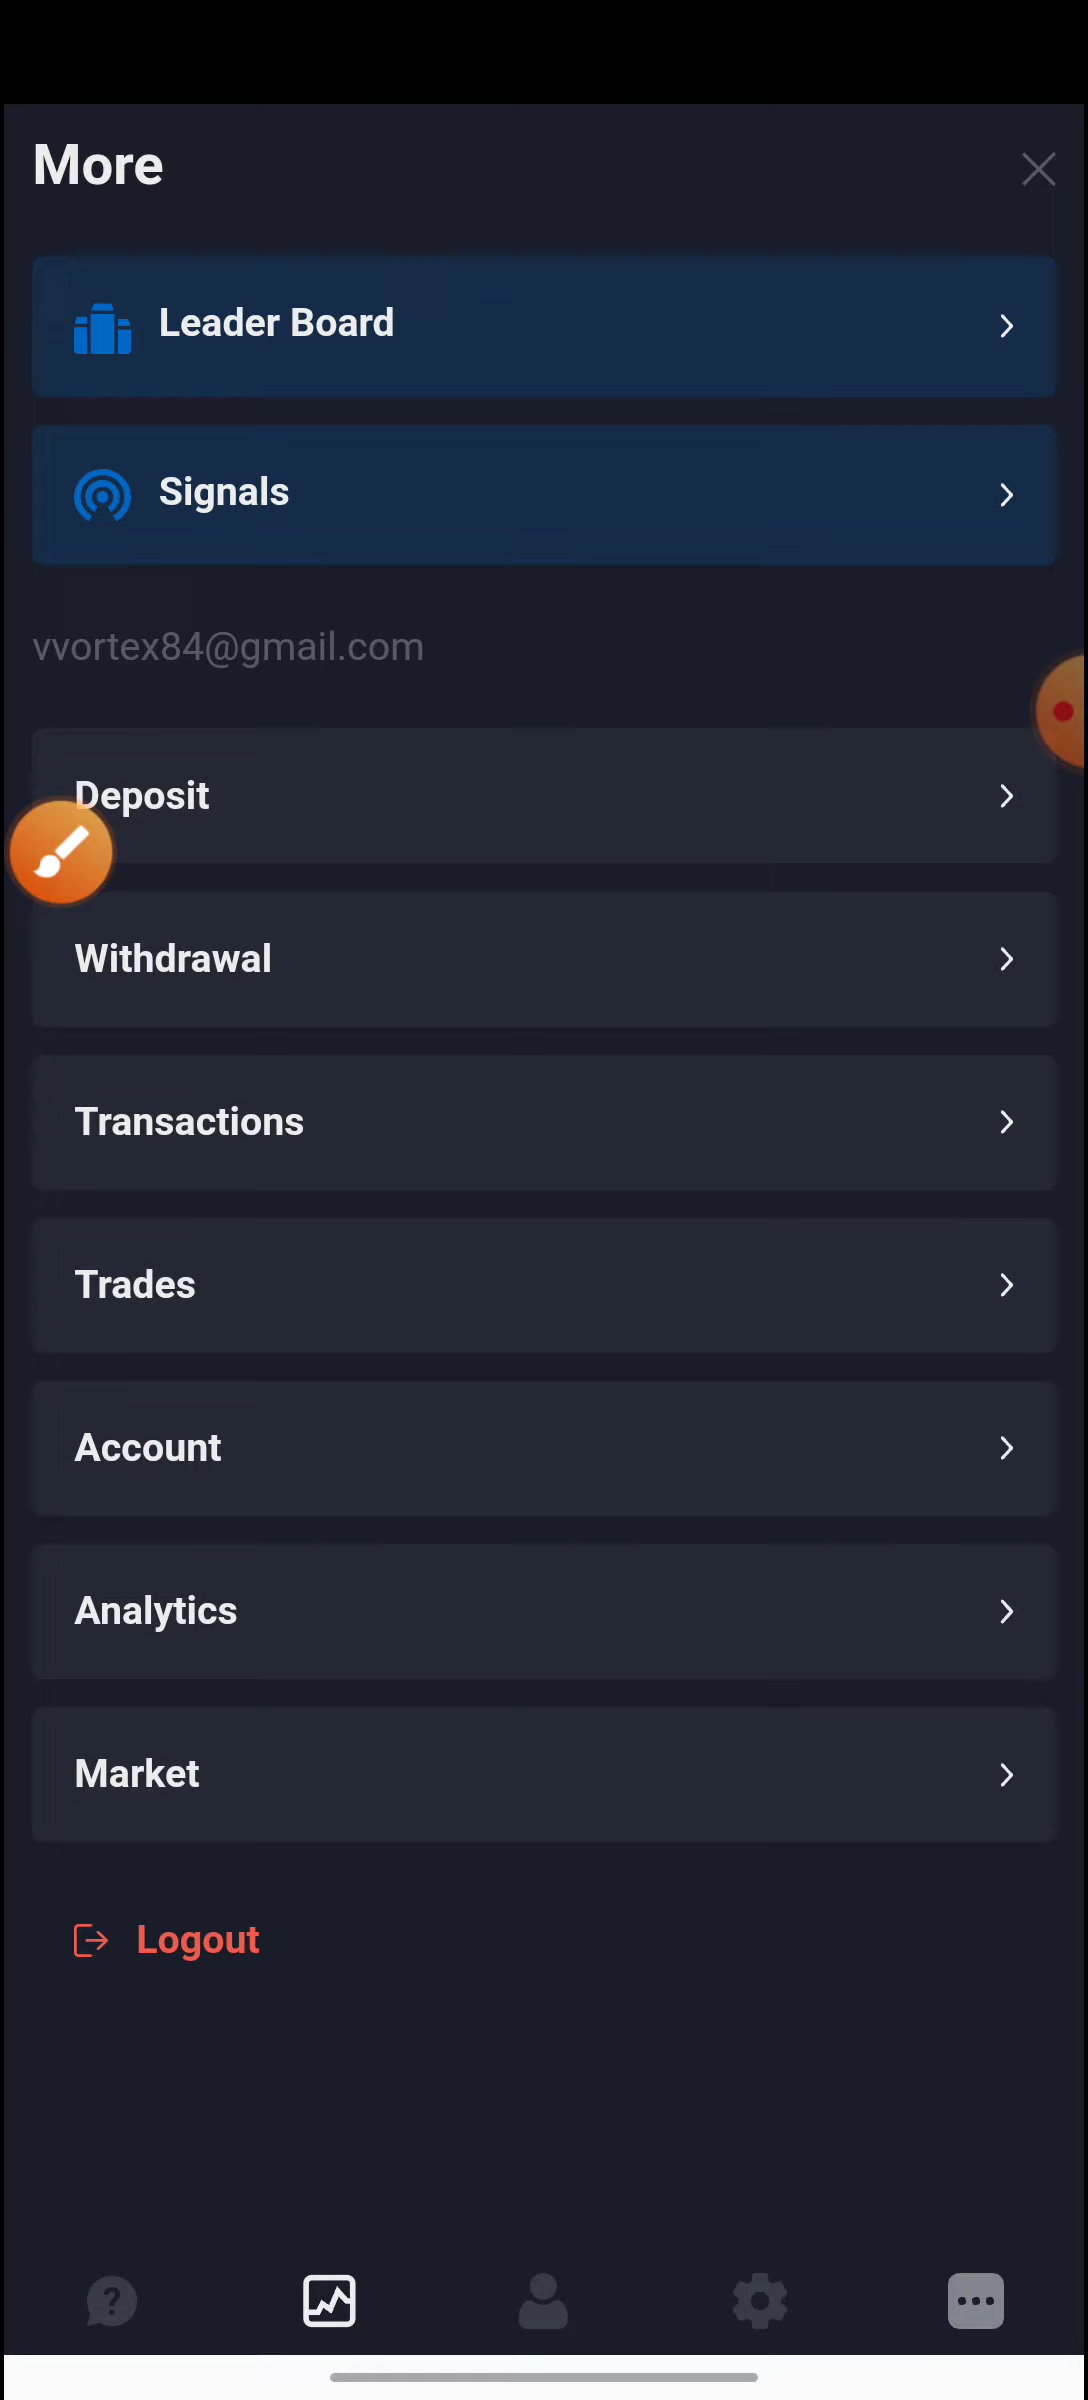 More
Leader Board
Signals
vvortex84@gmail.com
Deposit
Withdrawal
Transactions
Trades
Account
Analytics
Market
Logout